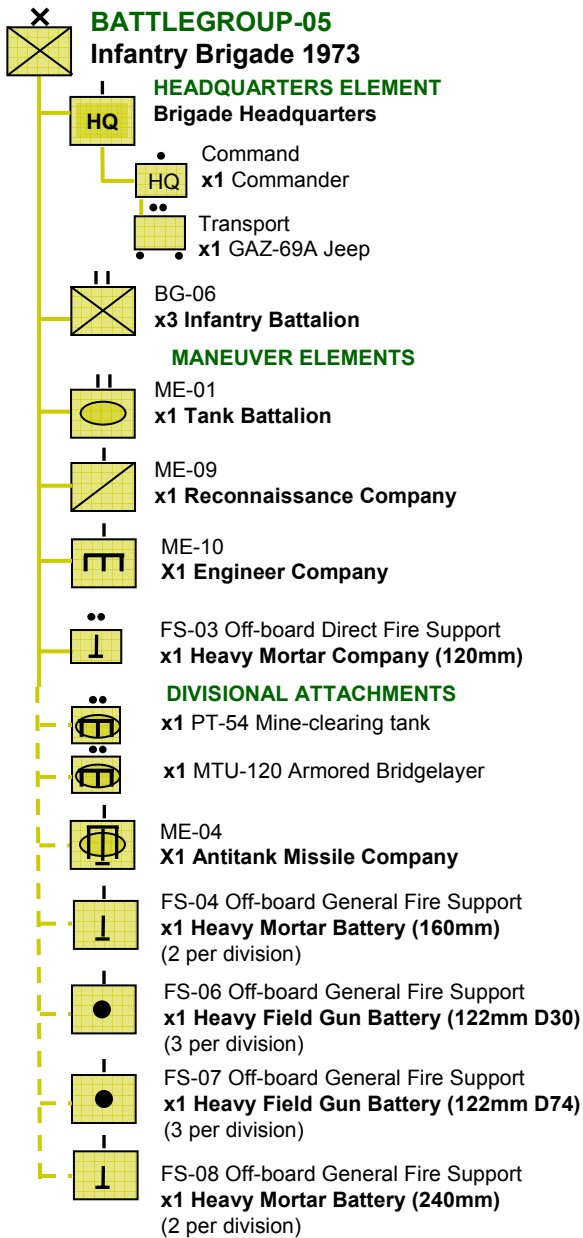 BATTLEGROUP-05
Infantry Brigade 1973
HEADQUARTERS ELEMENT
Brigade Headquarters
HQ
Command
x1 Commander
HQ
Transport
x1 GAZ-69A Jeep
BG-06
x3 Infantry Battalion
MANEUVER ELEMENTS
ME-01
x1 Tank Battalion
ME-09
x1 Reconnaissance Company
ME-10
X1 Engineer Company
FS-03 Off-board Direct Fire Support
x1 Heavy Mortar Company (120mm)
DIVISIONAL ATTACHMENTS
x1 PT-54 Mine-clearing tank
x1 MTU-120 Armored Bridgelayer
ME-04
X1 Antitank Missile Company
FS-04 Off-board General Fire Support
x1 Heavy Mortar Battery (160mm)
(2 per division)
FS-06 Off-board General Fire Support
x1 Heavy Field Gun Battery (122mm D30)
(3 per division)
FS-07 Off-board General Fire Support
x1 Heavy Field Gun Battery (122mm D74)
(3 per division)
FS-08 Off-board General Fire Support
x1 Heavy Mortar Battery (240mm)
(2 per division)